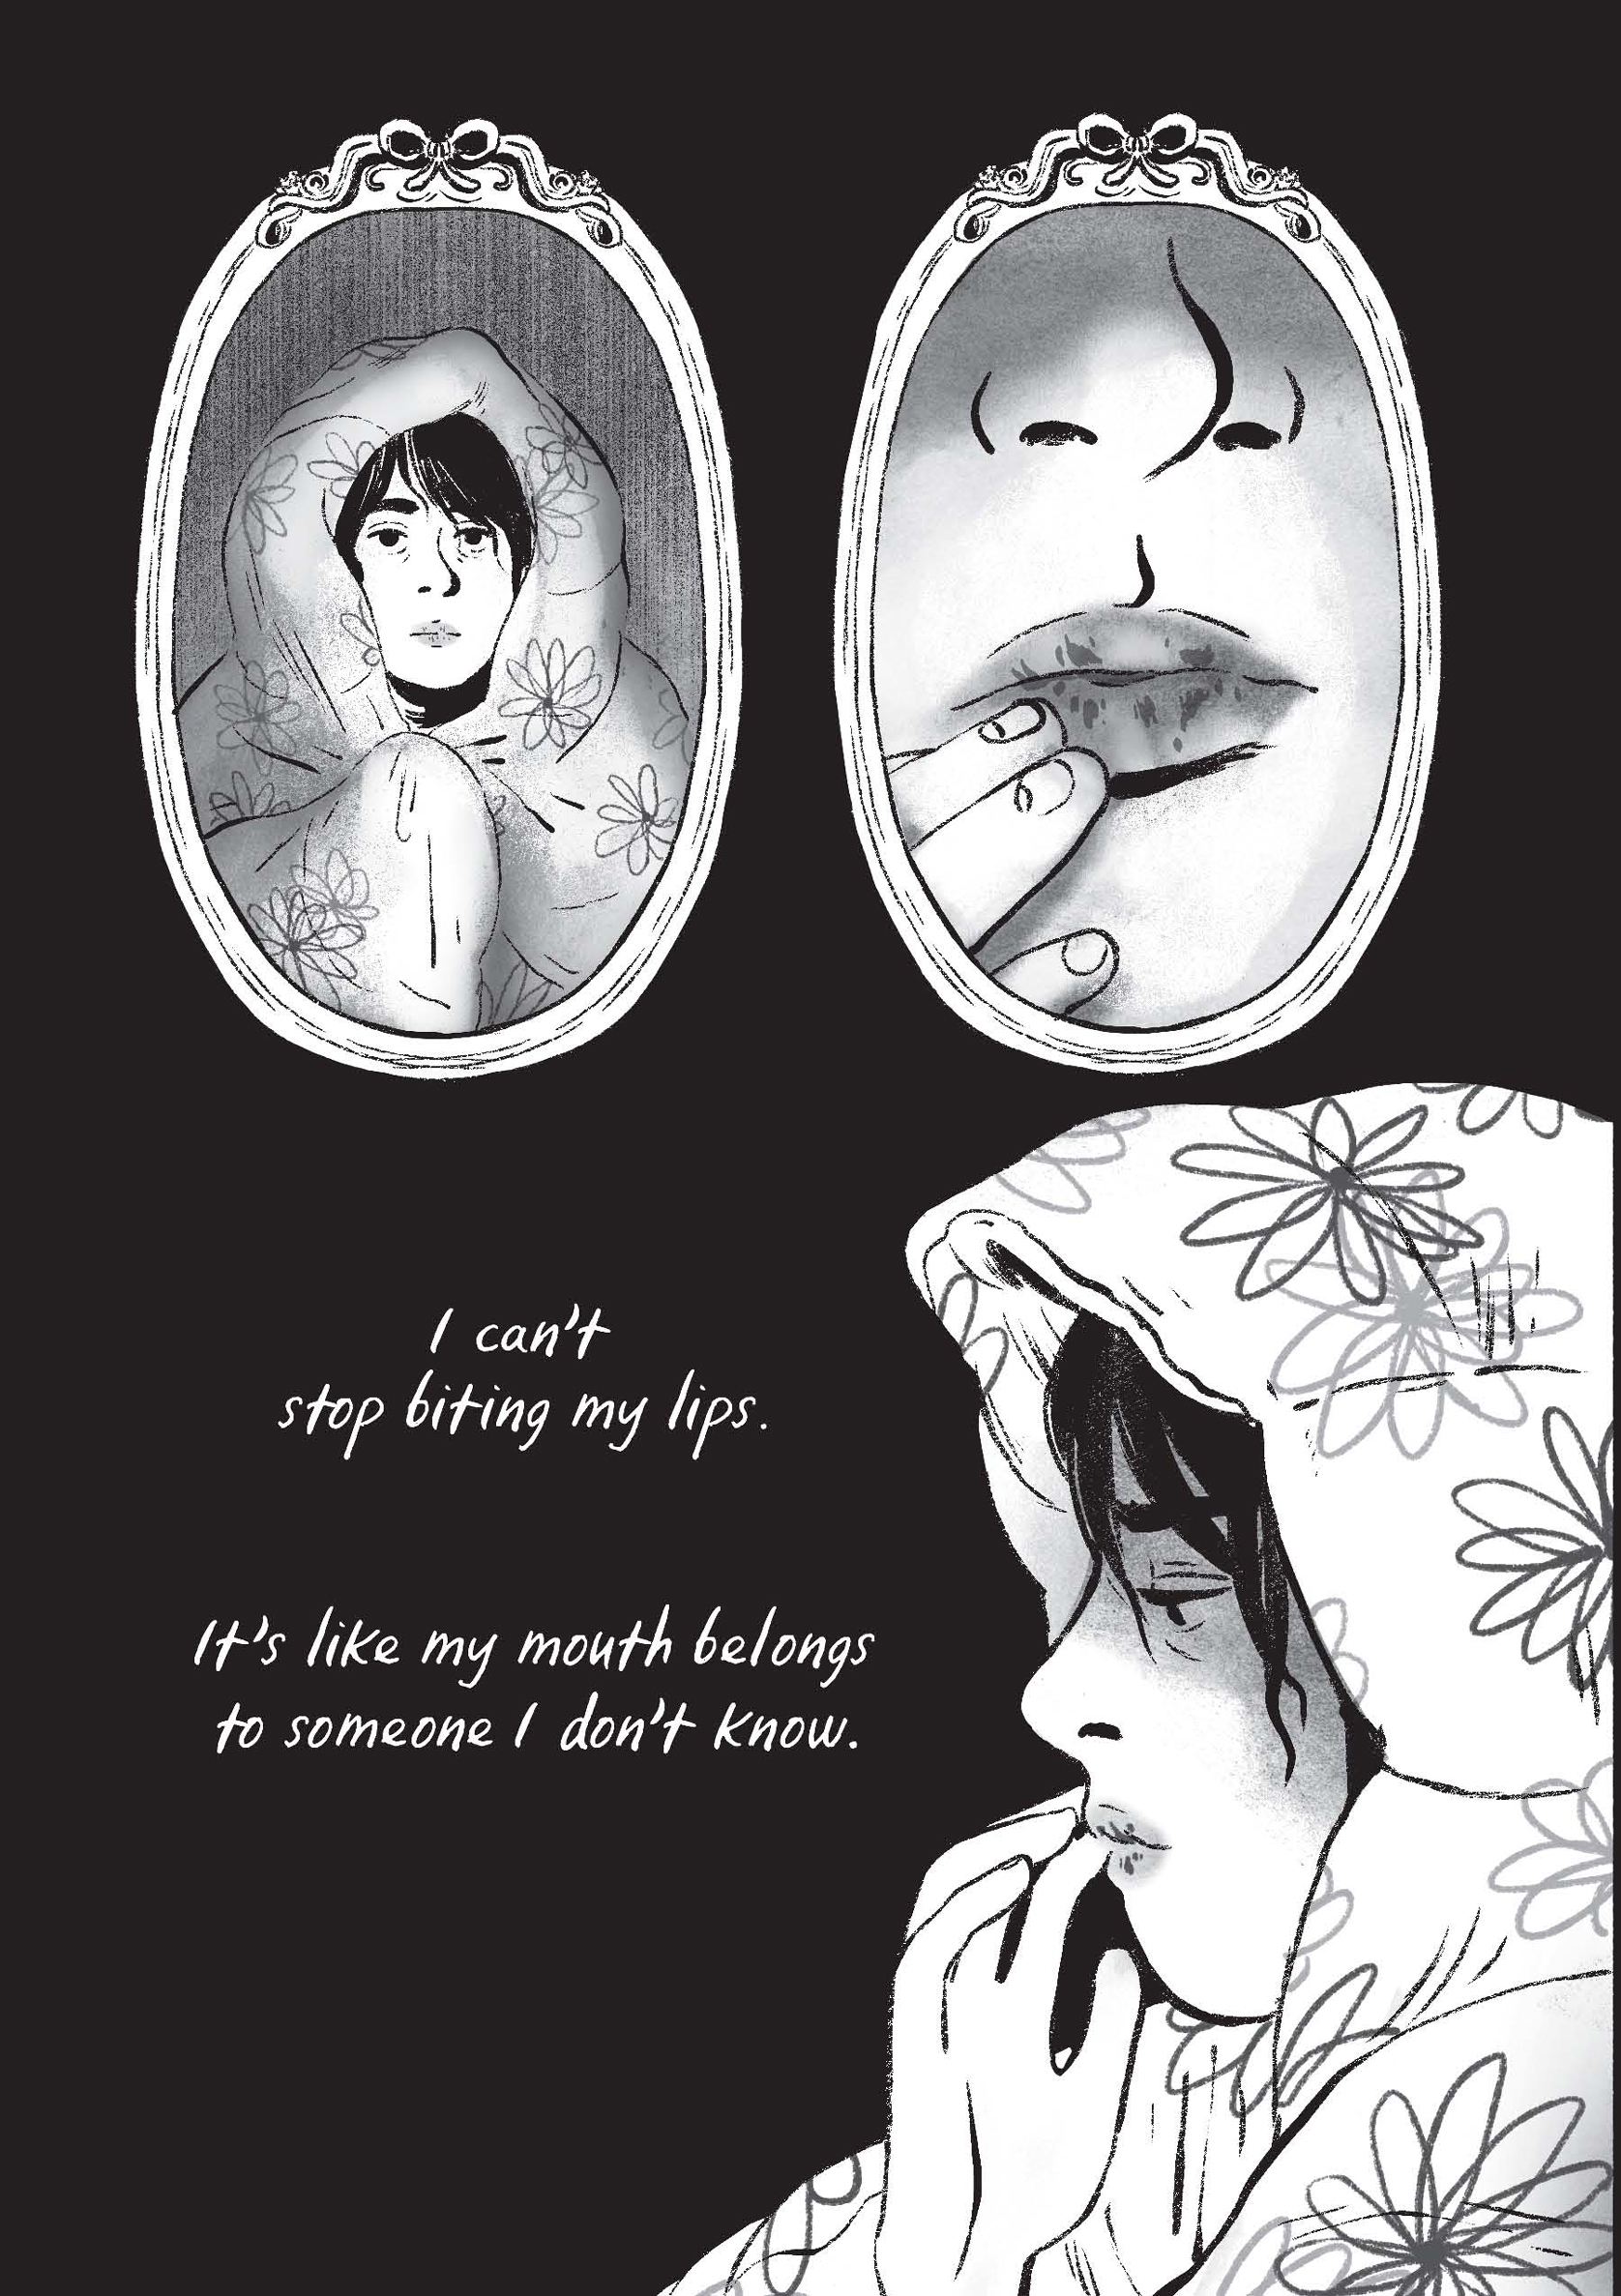 I can't
stop biting my lips.
It's like my mouth belongs
to someone I don't know.